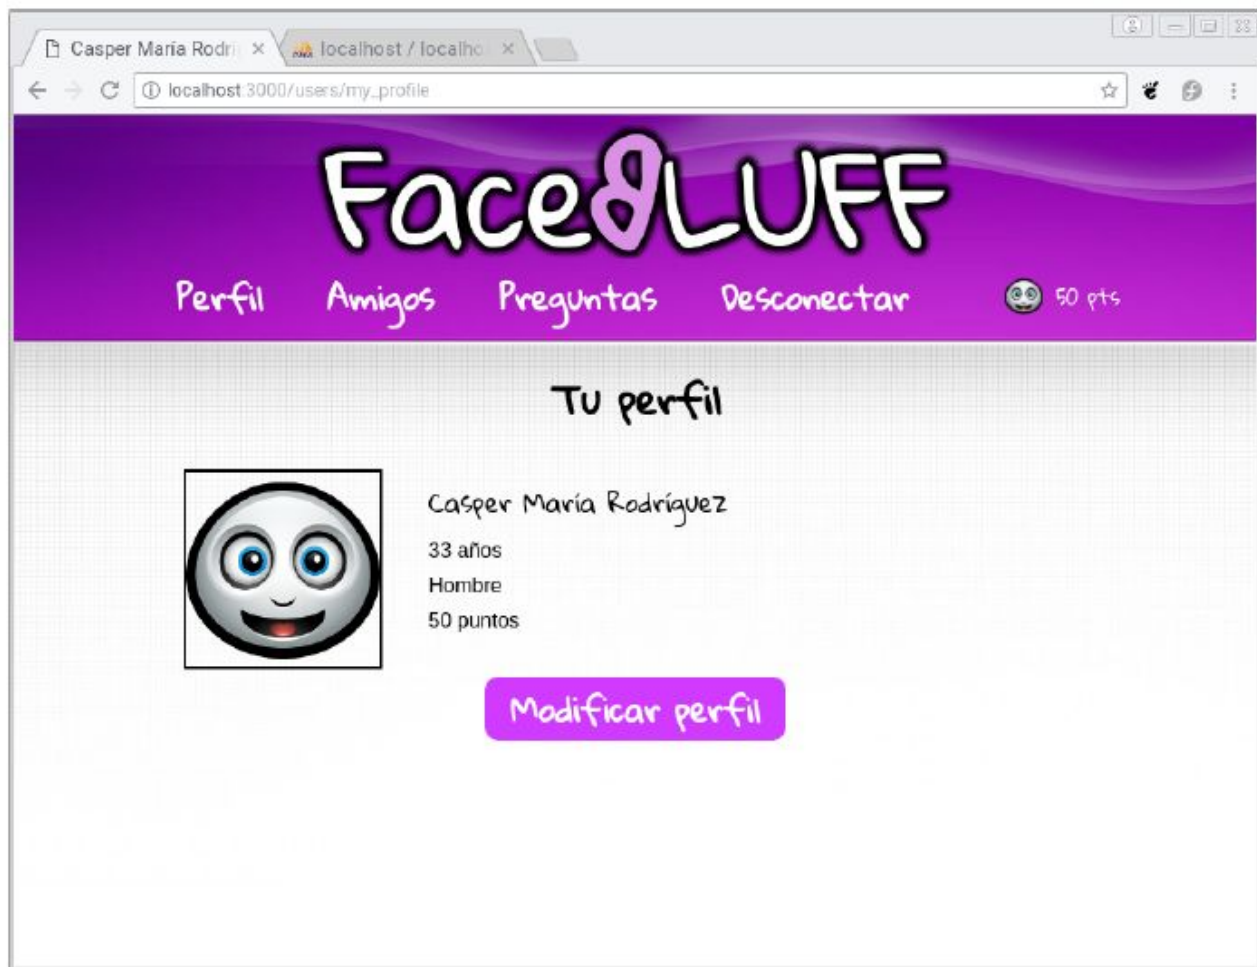 Casper María Rodrí
localhost / localho
localhost:3000/users/my_profile
FaceBLUFF
Perfil Amigos Preguntas Desconectar 50 pts
Tu perfil
Casper María Rodríguez
33 años
Hombre
50 puntos
Modificar perfil